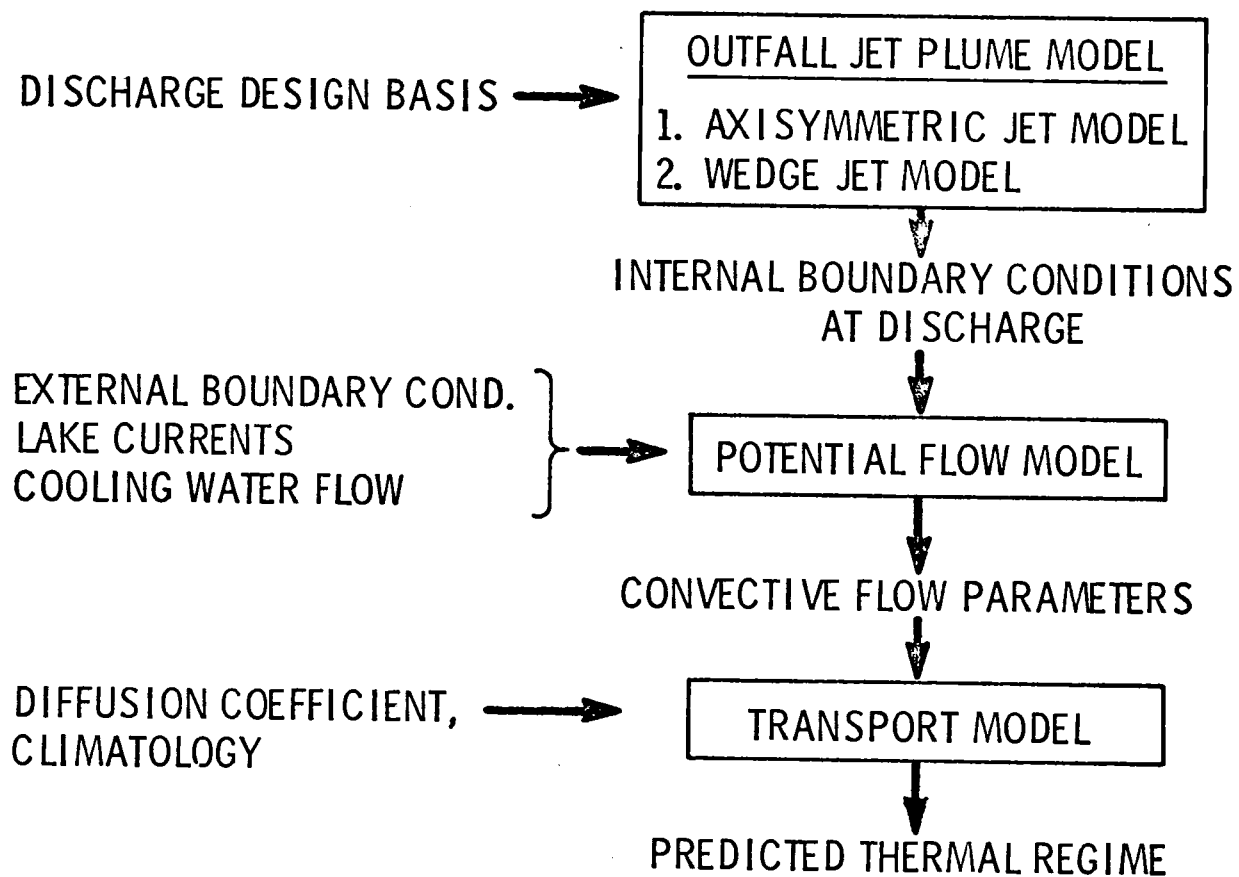 OUTFALL JET PLUME MODEL
DISCHARGE DESIGN BASIS
1. AXISYMMETRIC JET MODEL
2. WEDGE JET MODEL
INTERNAL BOUNDARY CONDITIONS
AT DISCHARGE
EXTERNAL BOUNDARY COND.
LAKE CURRENTS
COOLING WATER FLOW
POTENTIAL FLOW MODEL
CONVECTIVE FLOW PARAMETERS
DIFFUSION COEFFICIENT,
CLIMATOLOGY
TRANSPORT MODEL
PREDICTED THERMAL REGIME